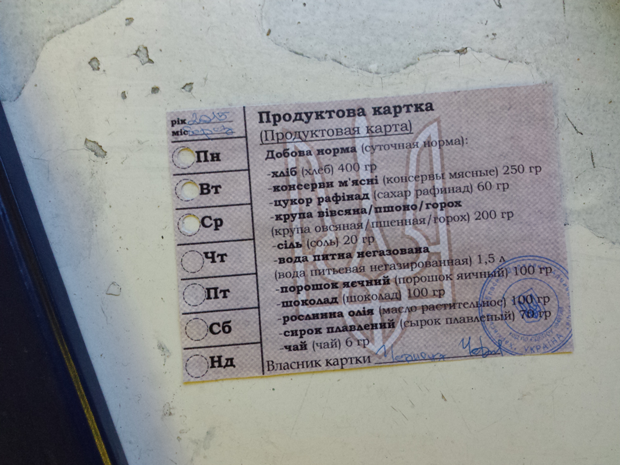 рік 2015
міс
Продуктова картка
(Продуктовая карта)
Добова норма (суточная норма):
-хліб (хлеб) 400 гр
-консерви м'ясні (консервы мясные) 250 гр
-цукор рафінад (сахар рафинад) 60 гр
-крупа вівсяна/пшоно/горох
(крупа овсяная/пшенная/горох) 200 гр
-сіль (соль) 20 гр
-вода питна негазована
(вода питьевая негазированная) 1,5 л
-порошок яєчний (порошок яичный) 100 гр
-шоколад (шоколад) 100 гр
-рослинна олія (масло растительное) 100 гр
-сирок плавлений (сырок плавлевый) 70 гр
-чай (чай) 6 гр
Власник картки
Пн
Вт
Ср
Чт
Пт
Сб
Нд